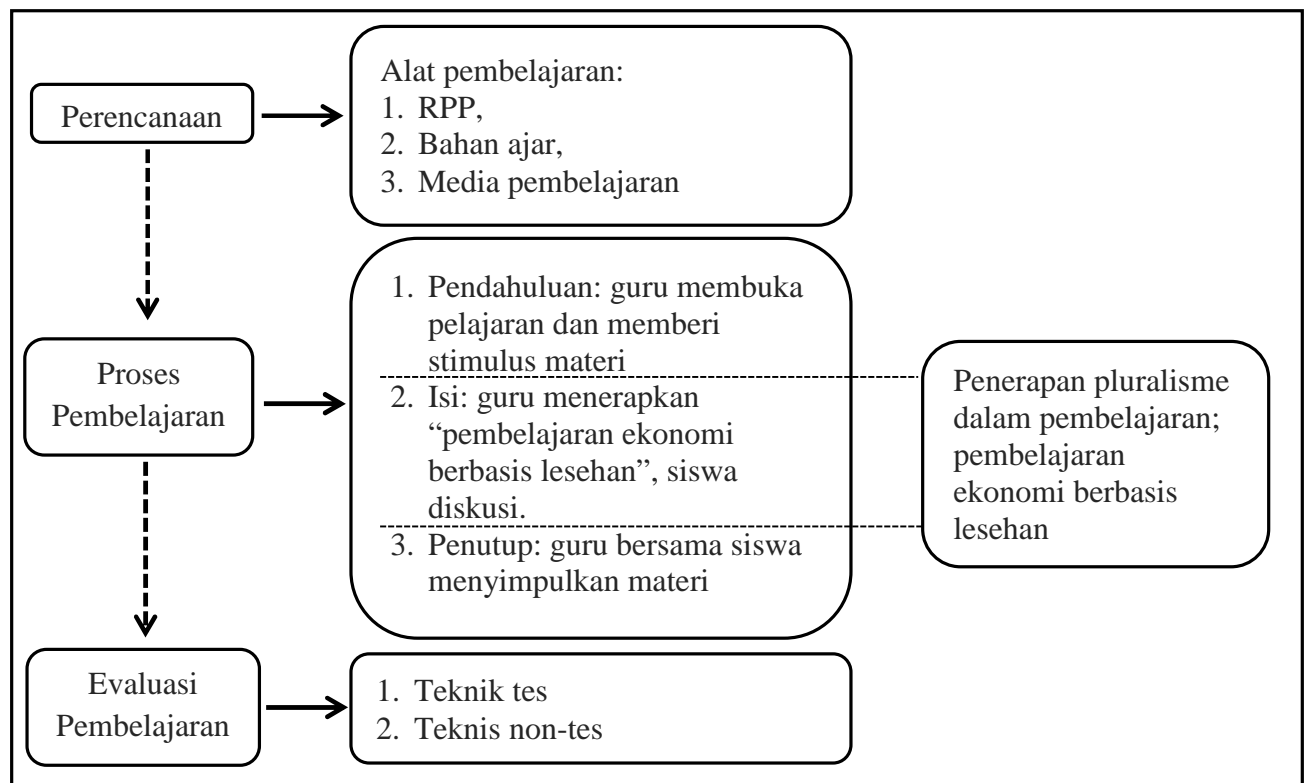 Perencanaan
Alat pembelajaran:
1. RPP,
2. Bahan ajar,
3. Media pembelajaran
Proses
Pembelajaran
1. Pendahuluan: guru membuka
pelajaran dan memberi
stimulus materi
2. Isi: guru menerapkan
“pembelajaran ekonomi
berbasis lesehan”, siswa
diskusi.
3. Penutup: guru bersama siswa
menyimpulkan materi
Penerapan pluralisme
dalam pembelajaran;
pembelajaran
ekonomi berbasis
lesehan
Evaluasi
Pembelajaran
1. Teknik tes
2. Teknis non-tes